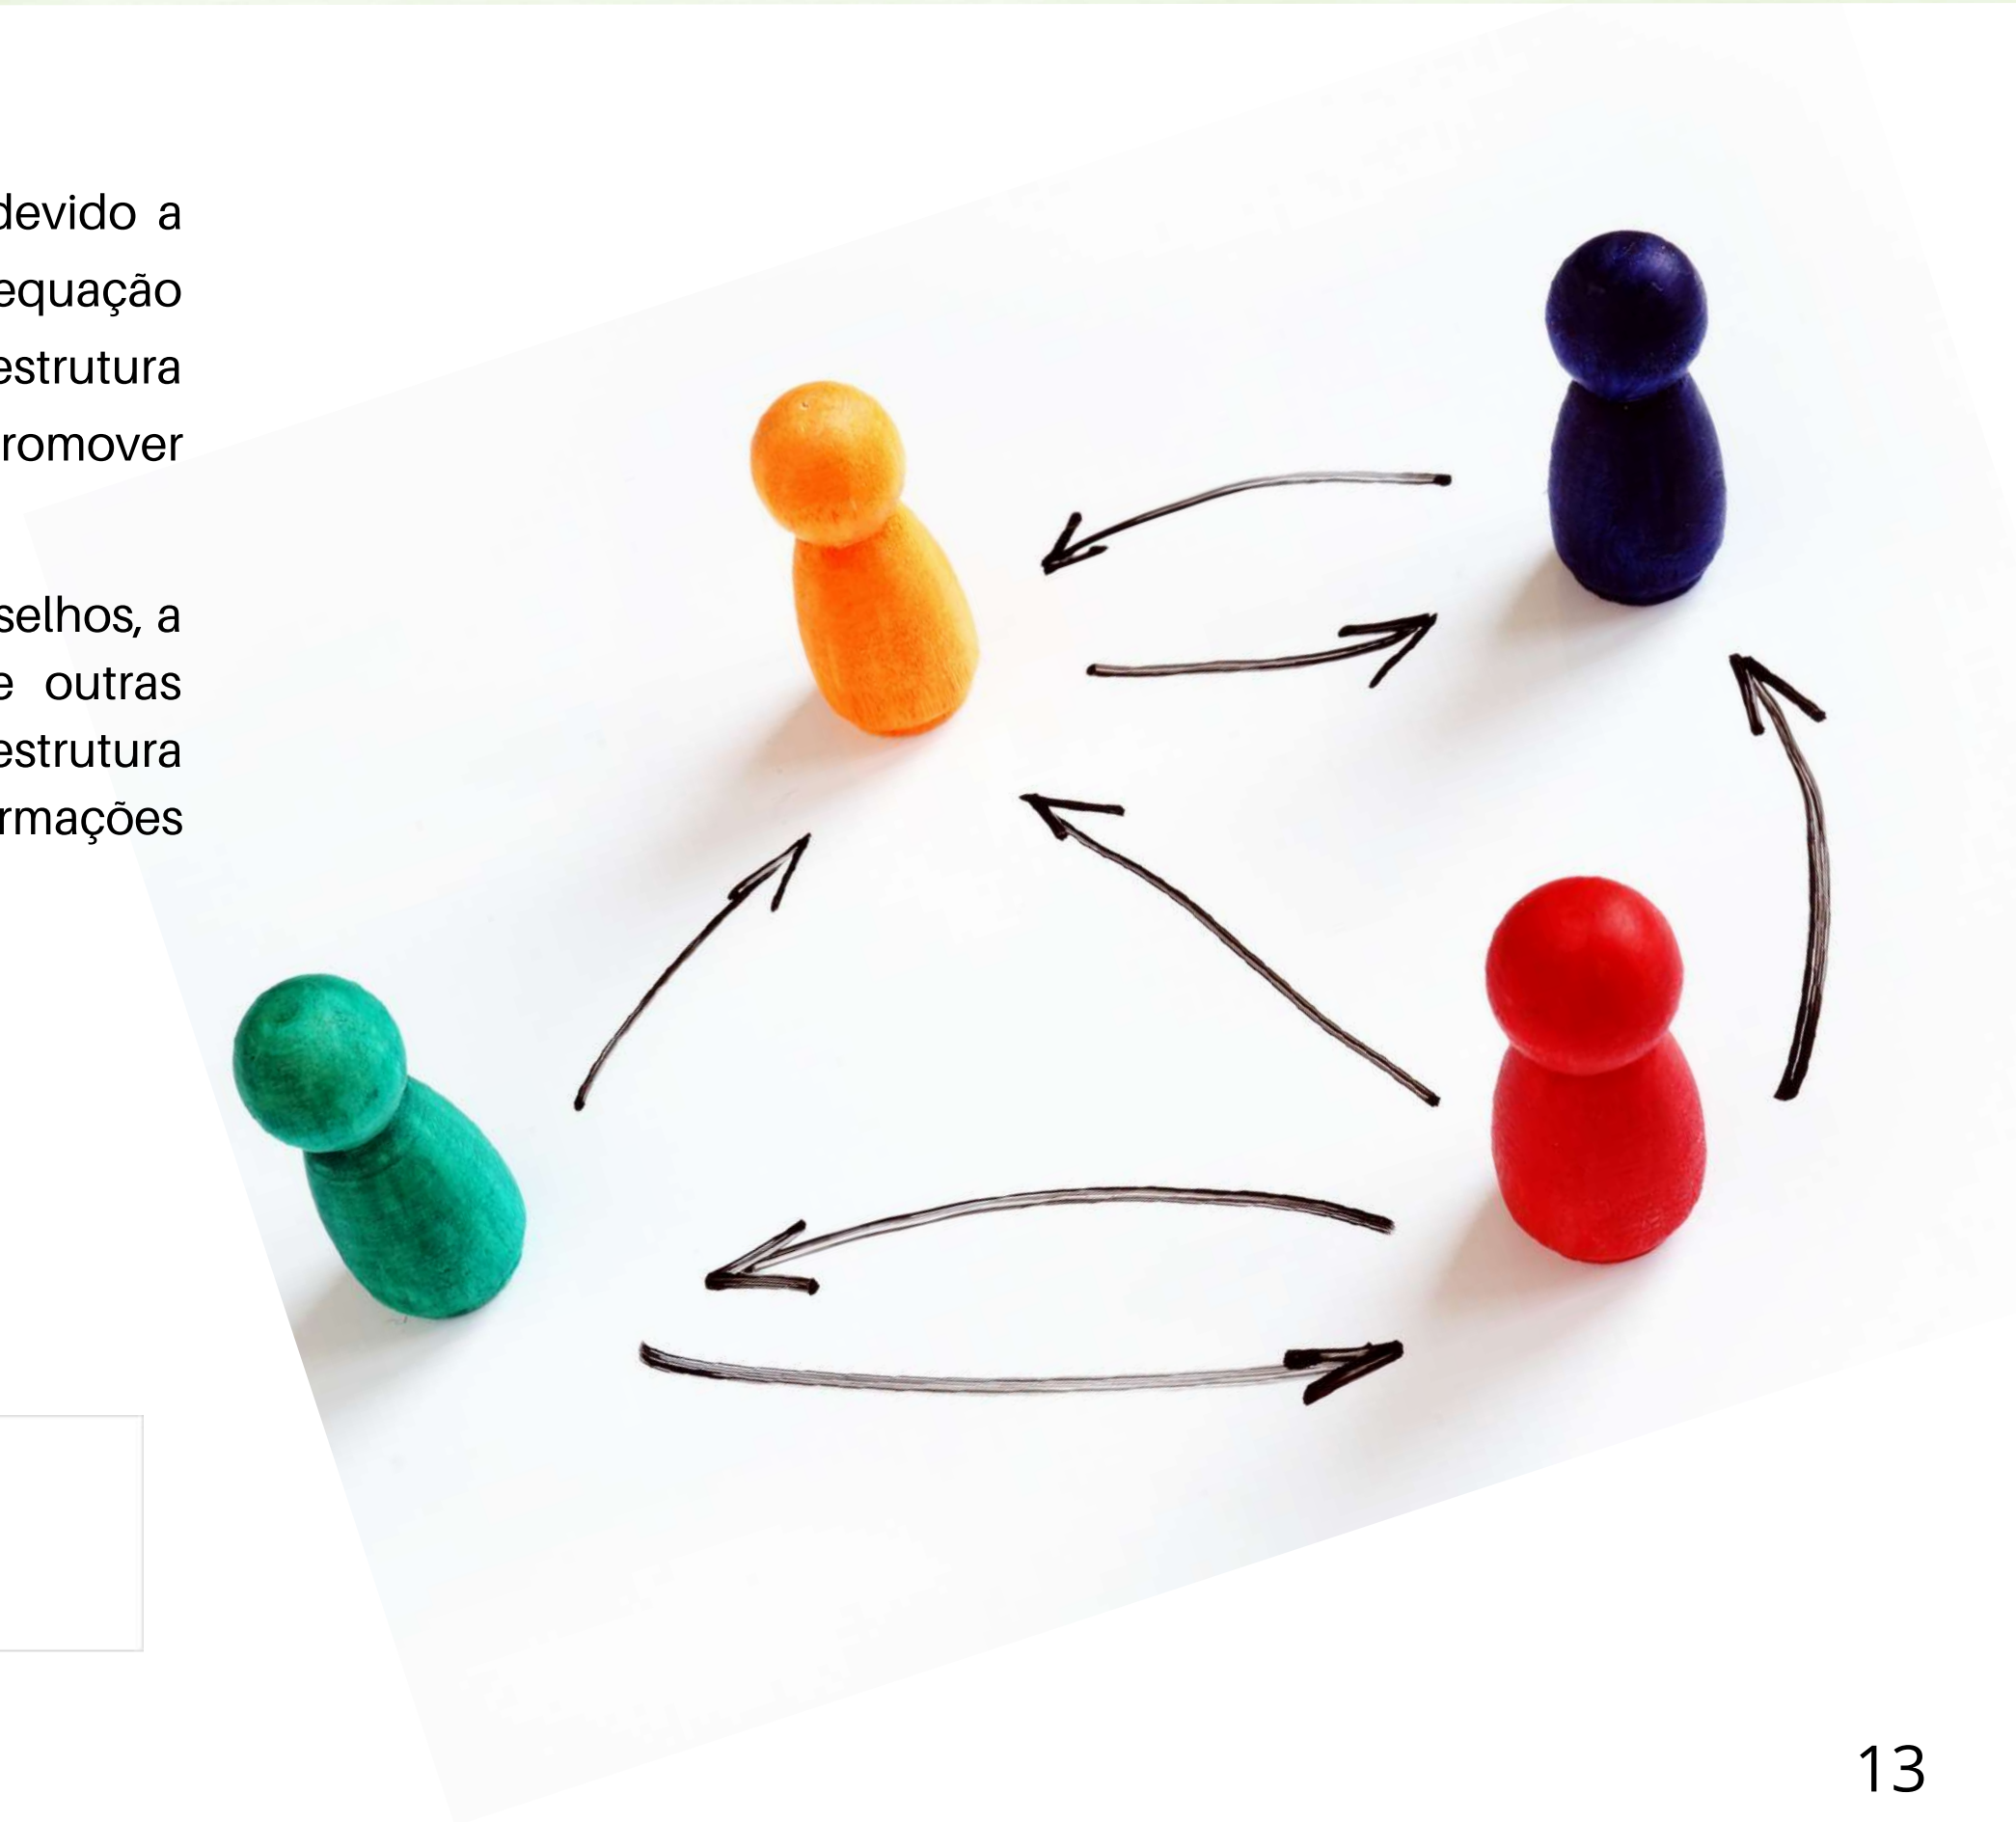 devido a
equação
estrutura
romover
selhos, a
e outras
estrutura
rmações
13